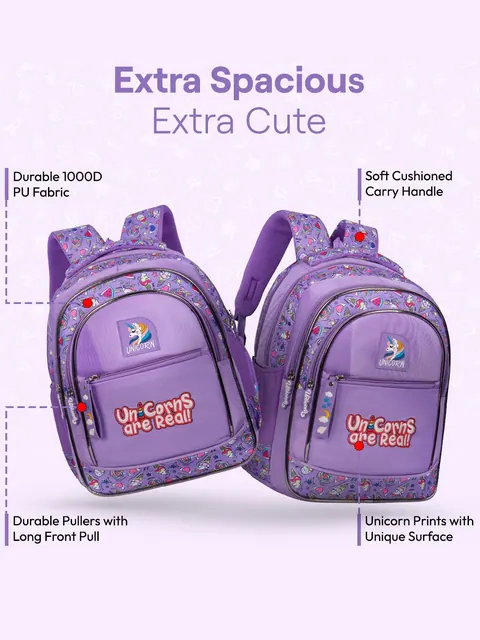 Extra Spacious
Extra Cute
Durable 1000D
PU Fabric
Soft Cushioned
Carry Handle
UNICORN
UNICORN
UniCorns
are Real!
UniCorns
are Real!
Durable Pullers with
Long Front Pull
Unicorn Prints with
Unique Surface